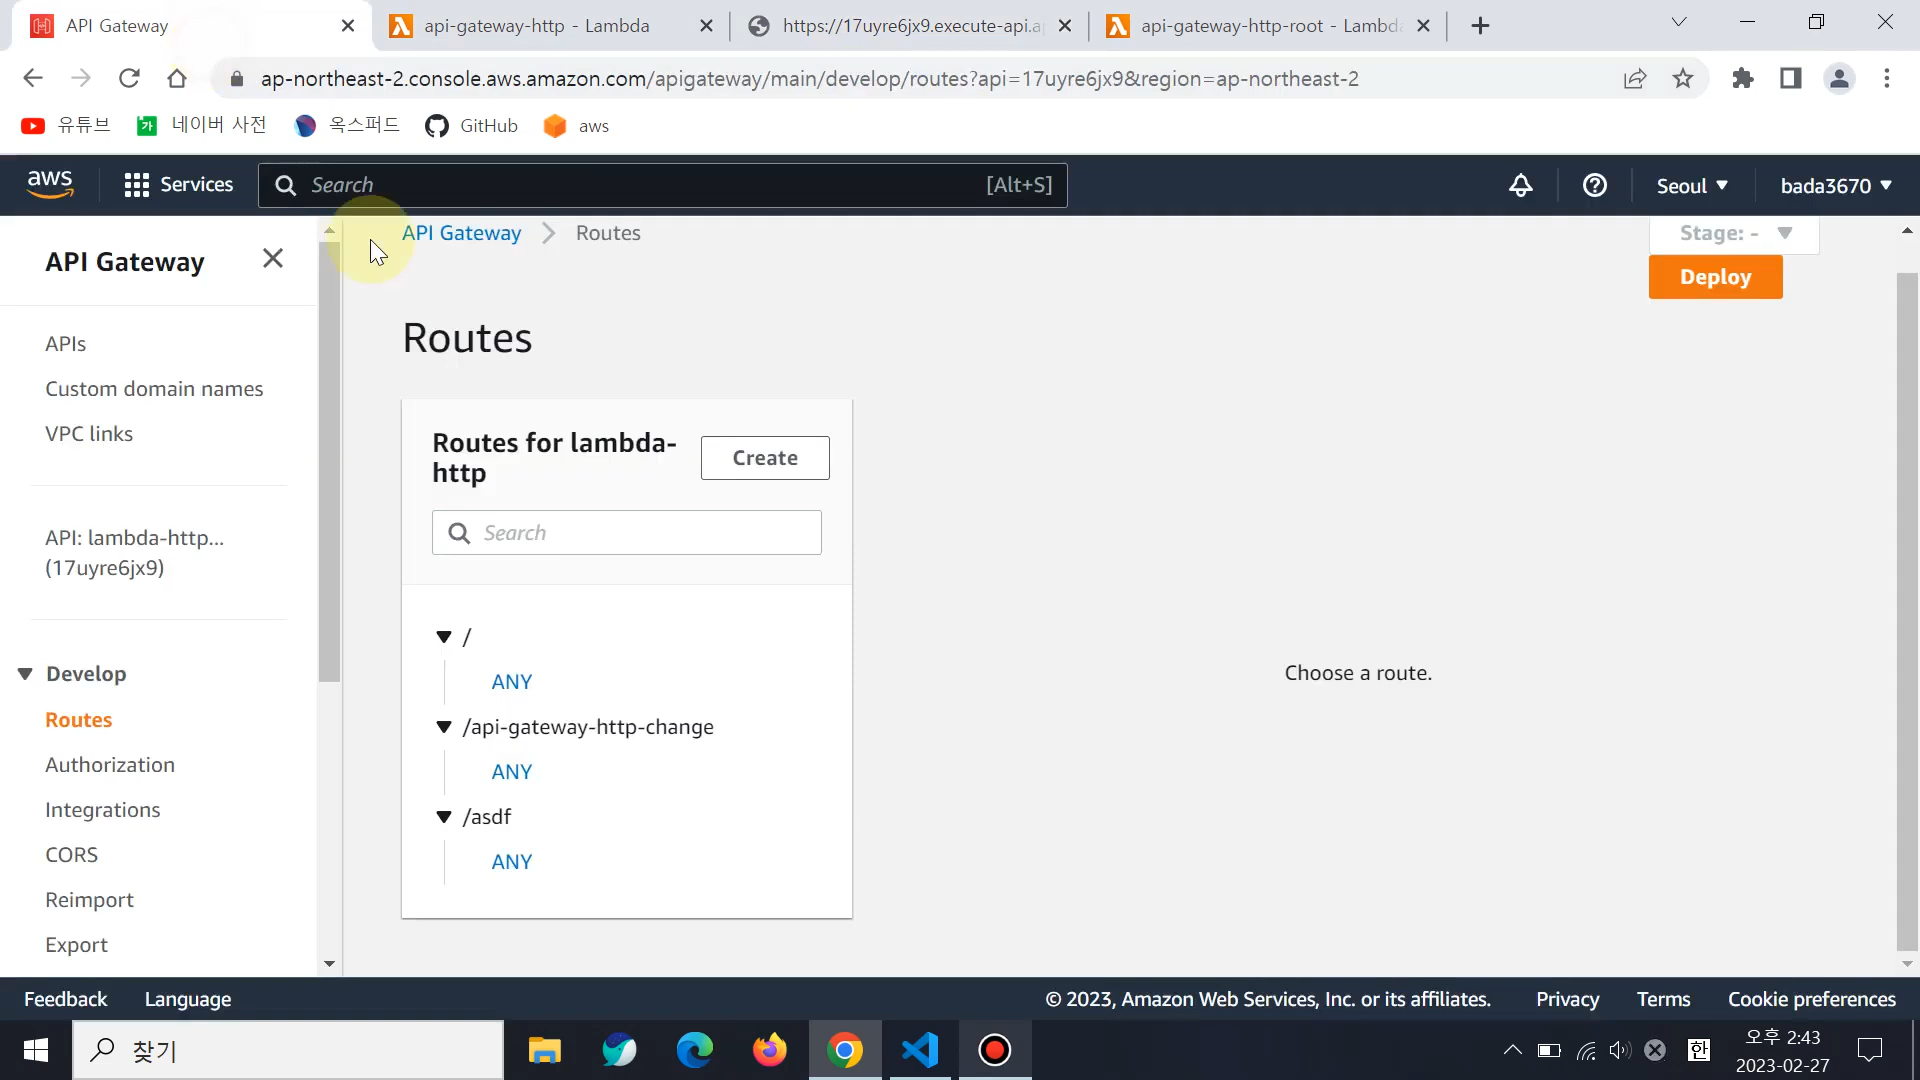 API Gateway
api-gateway-http - Lambda
https://17uyre6jx9.execute-api.ap
api-gateway-http-root - Lambda
ap-northeast-2.console.aws.amazon.com/apigateway/main/develop/routes?api=17uyre6jx9&region=ap-northeast-2
유튜브
네이버 사전
옥스퍼드
GitHub
aws
aws
Services
Search
[Alt+S]
Seoul
bada3670
API Gateway
APIs
Custom domain names
VPC links
API: lambda-http...
(17uyre6jx9)
Develop
Routes
Authorization
Integrations
CORS
Reimport
Export
API Gateway
Routes
Stage: -
Deploy
Routes
Routes for lambda-
http
Create
Search
/
ANY
/api-gateway-http-change
ANY
/asdf
ANY
Choose a route.
Feedback
Language
© 2023, Amazon Web Services, Inc. or its affiliates.
Privacy
Terms
Cookie preferences
찾기
한
오후 2:43
2023-02-27